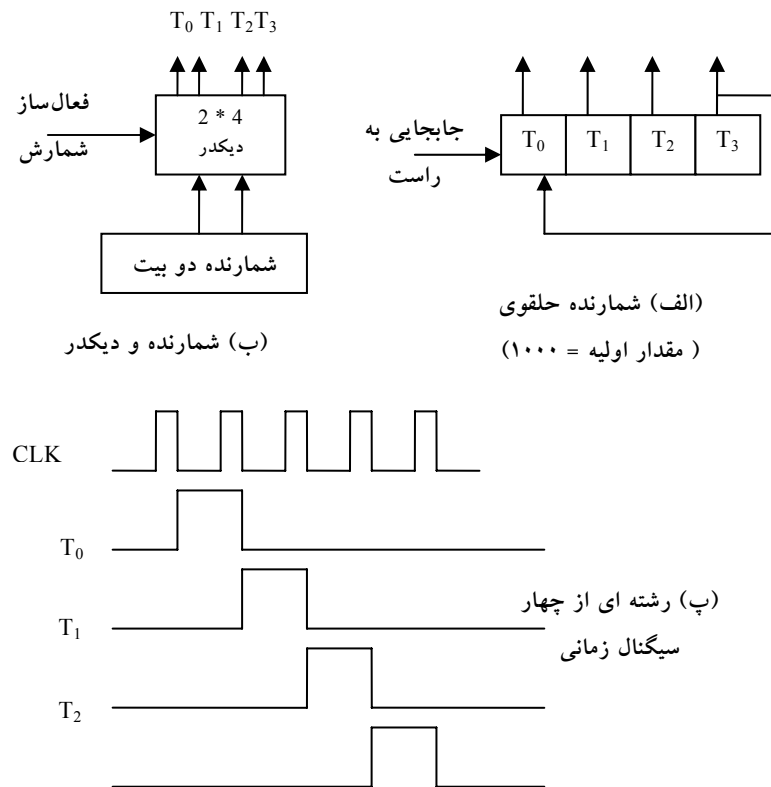 T0 T1 T2T3
فعال‌ساز
شمارش
2 * 4
دیکدر
شمارنده دو بیت
(ب) شمارنده و دیکدر
جابجایی به
راست
T0 T1 T2 T3
(الف) شمارنده حلقوی
( مقدار اولیه = ۱۰۰۰)
CLK
T0
T1
T2
(پ) رشته ای از چهار
سیگنال زمانی